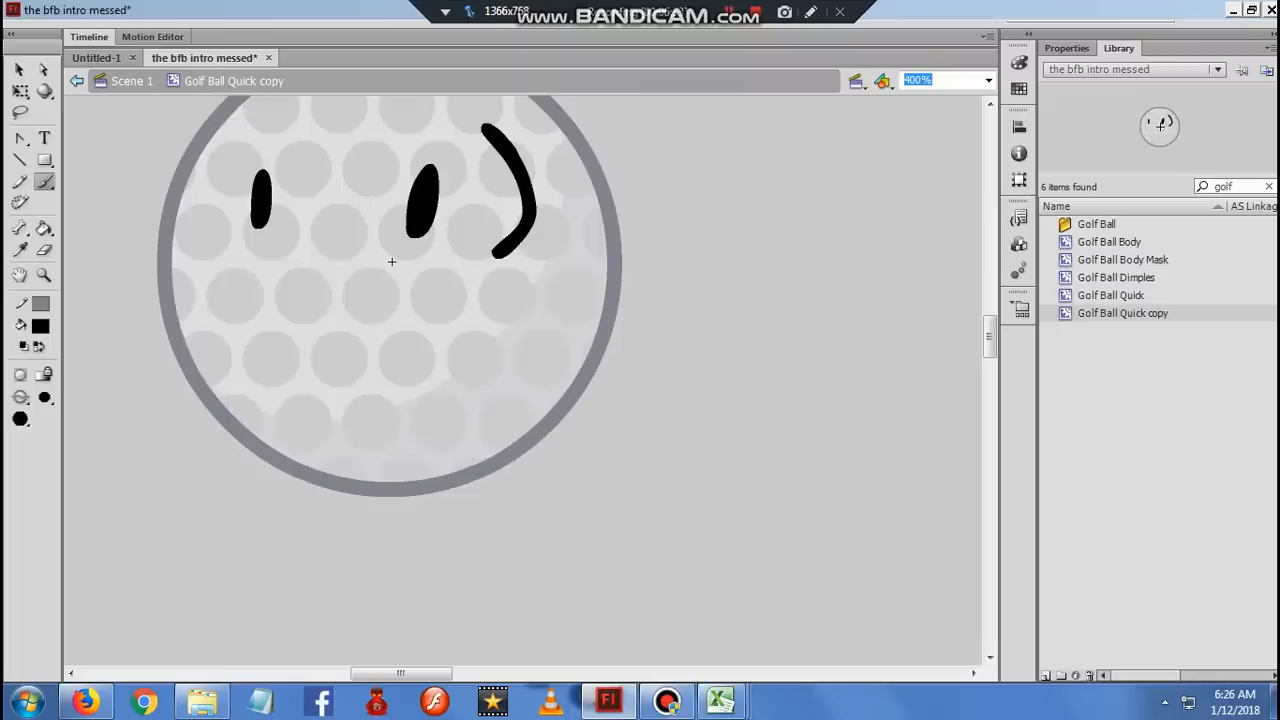 the bfb intro messed*
1366x768
www.BANDICAM.com
Timeline
Motion Editor
Untitled-1
the bfb intro messed*
Scene 1
Golf Ball Quick copy
400%
Properties
Library
the bfb intro messed
6 items found
golf
Name
AS Linkag
Golf Ball
Golf Ball Body
Golf Ball Body Mask
Golf Ball Dimples
Golf Ball Quick
Golf Ball Quick copy
6:26 AM
1/12/2018